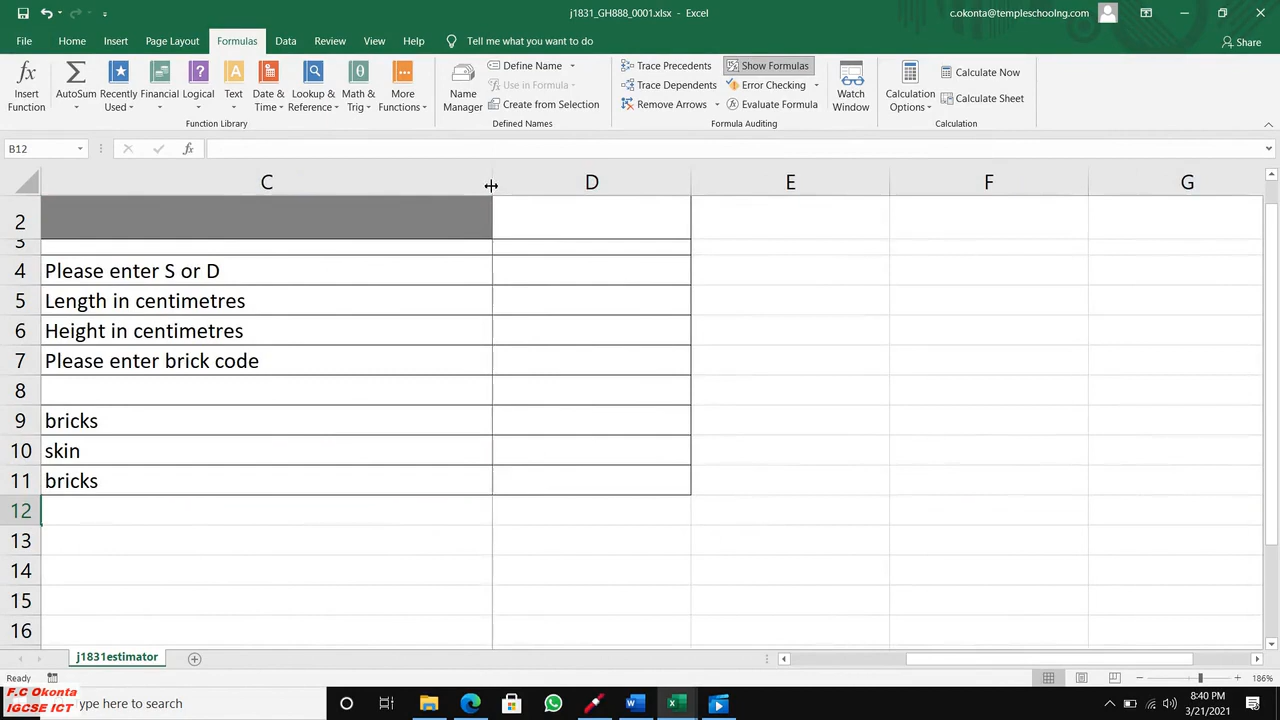 j1831_GH888_0001.xlsx - Excel
c.okonta@templeschoolng.com
File Home Insert Page Layout Formulas Data Review View Help Tell me what you want to do Share
Insert Function
AutoSum
Recently Used
Financial
Logical
Text
Date & Time
Lookup & Reference
Math & Trig
More Functions
Function Library
Name Manager
Define Name
Use in Formula
Create from Selection
Defined Names
Trace Precedents
Trace Dependents
Remove Arrows
Show Formulas
Error Checking
Evaluate Formula
Formula Auditing
Watch Window
Calculation Options
Calculate Now
Calculate Sheet
Calculation
B12 fx
C D E F G
2
3
4 Please enter S or D
5 Length in centimetres
6 Height in centimetres
7 Please enter brick code
8
9 bricks
10 skin
11 bricks
12
13
14
15
16
j1831estimator
Ready
186%
F.C Okonta
IGCSE ICT
ype here to search
8:40 PM
3/21/2021